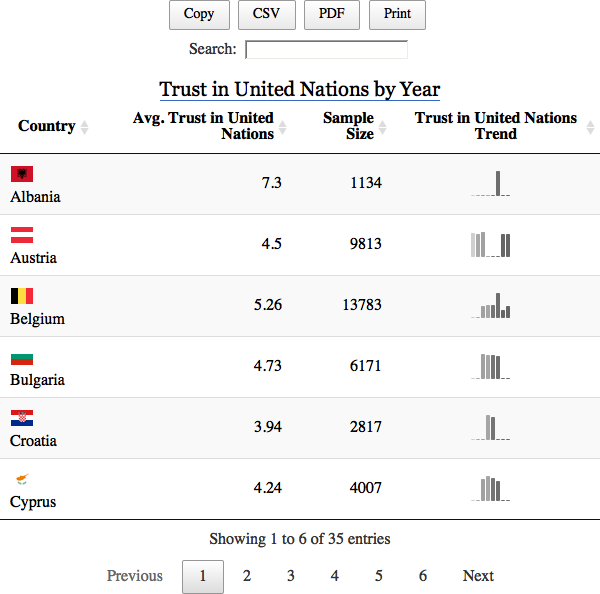 Copy CSV PDF Print
Search:
Trust in United Nations by Year
Country Avg. Trust in United Nations Sample Size Trust in United Nations Trend
Albania 7.3 1134
Austria 4.5 9813
Belgium 5.26 13783
Bulgaria 4.73 6171
Croatia 3.94 2817
Cyprus 4.24 4007
Showing 1 to 6 of 35 entries
Previous 1 2 3 4 5 6 Next